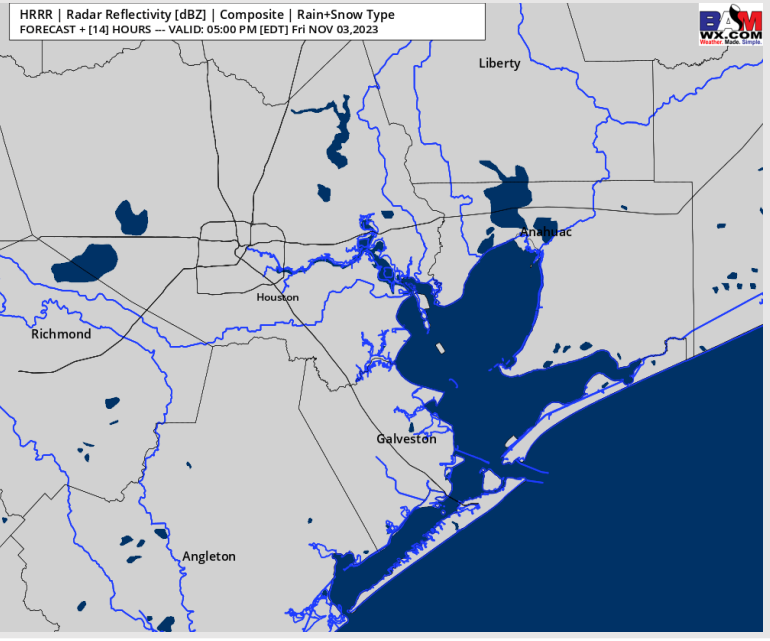 HRRR | Radar Reflectivity [dBZ] | Composite | Rain+Snow Type
FORECAST + [14] HOURS --- VALID: 05:00 PM [EDT] Fri NOV 03,2023
BAM
WX.COM
Weather. Made. Simple.
Liberty
Anahuac
Houston
Richmond
Galveston
Angleton